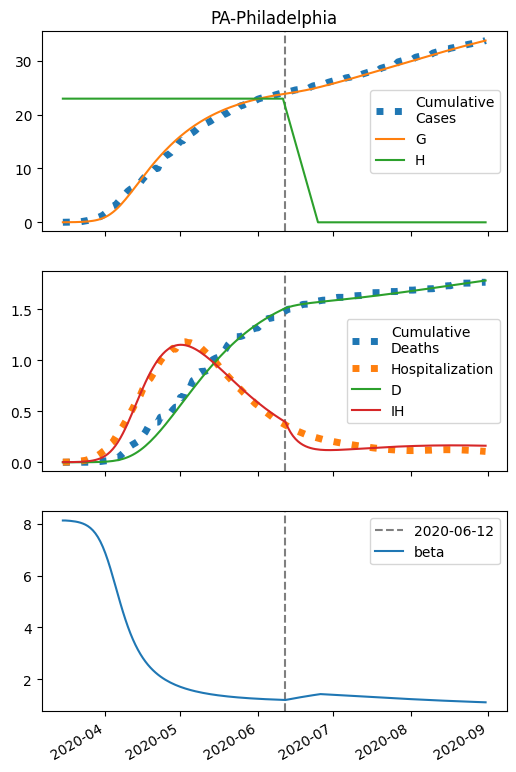 PA-Philadelphia
30
20
10
0
Cumulative
Cases
G
H
1.5
1.0
0.5
0.0
Cumulative
Deaths
Hospitalization
D
IH
8
6
4
2
2020-06-12
beta
2020-04
2020-05
2020-06
2020-07
2020-08
2020-09